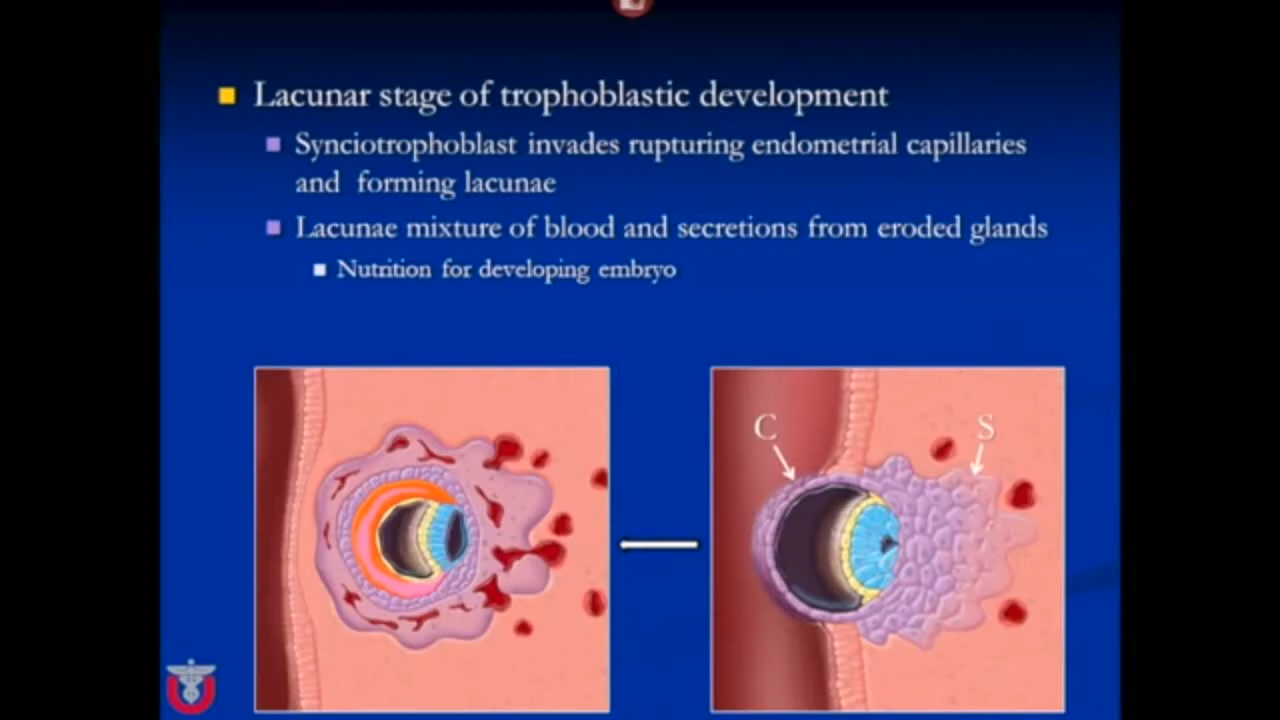 Lacunar stage of trophoblastic development
Synciotrophoblast invades rupturing endometrial capillaries
and forming lacunae
Lacunae mixture of blood and secretions from eroded glands
Nutrition for developing embryo
C
S